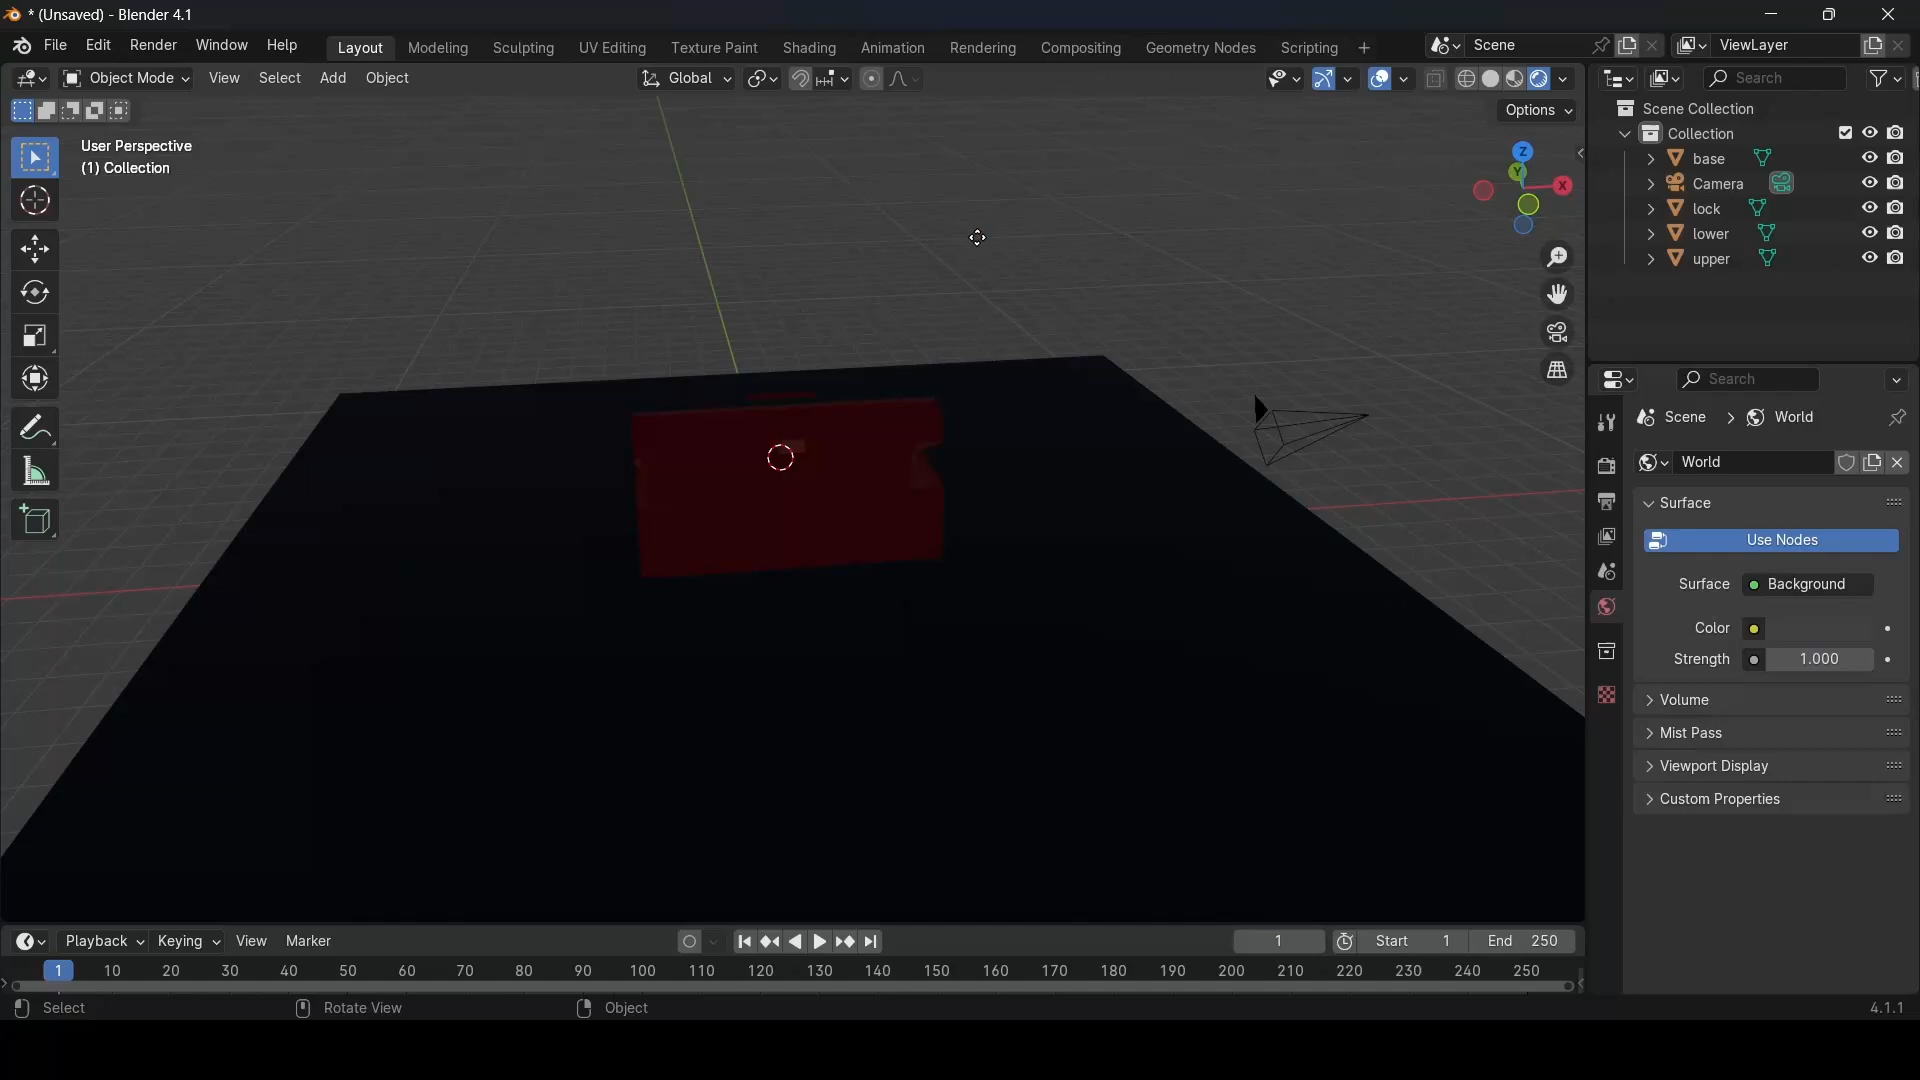 * (Unsaved) - Blender 4.1
File Edit Render Window Help Layout Modeling Sculpting UV Editing Texture Paint Shading Animation Rendering Compositing Geometry Nodes Scripting + Scene ViewLayer
Object Mode View Select Add Object Global Search
Options
User Perspective
(1) Collection
Z
Y
X
Scene Collection
Collection
base
Camera
lock
lower
upper
Search
Scene > World
World
Surface
Use Nodes
Surface Background
Color
Strength 1.000
Volume
Mist Pass
Viewport Display
Custom Properties
Playback Keying View Marker 1 Start 1 End 250
1 10 20 30 40 50 60 70 80 90 100 110 120 130 140 150 160 170 180 190 200 210 220 230 240 250
Select Rotate View Object 4.1.1